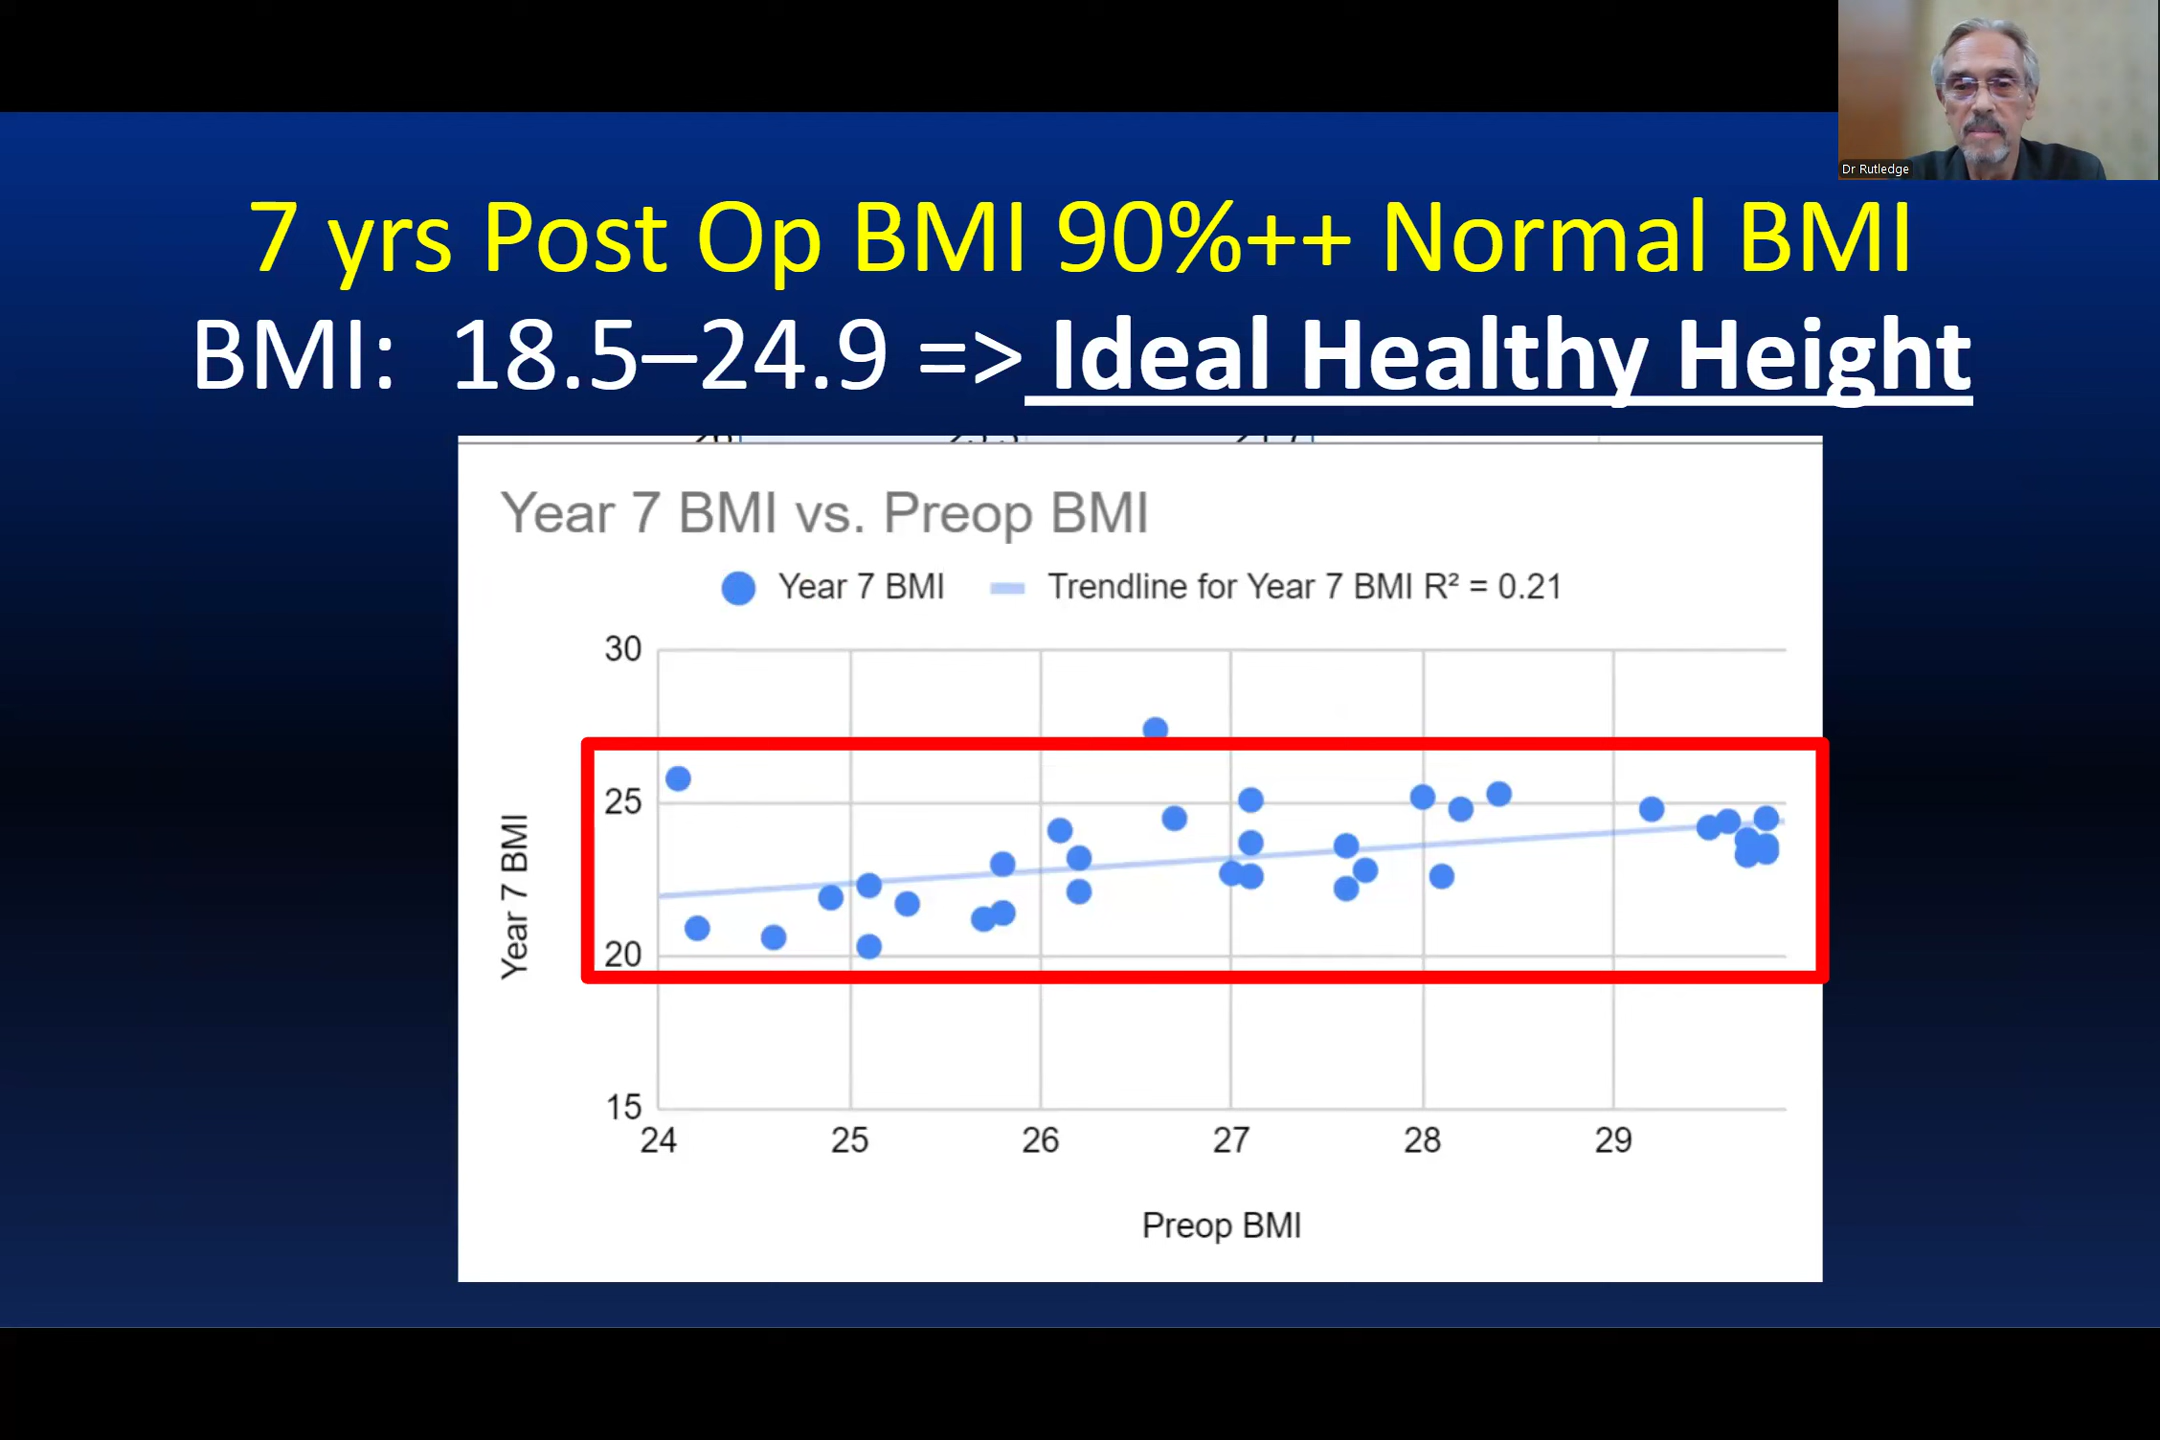 Dr Rutledge
7 yrs Post Op BMI 90%++ Normal BMI
BMI: 18.5–24.9 => Ideal Healthy Height
Year 7 BMI vs. Preop BMI
Year 7 BMI
Trendline for Year 7 BMI R² = 0.21
30
25
20
15
Year 7 BMI
24
25
26
27
28
29
Preop BMI